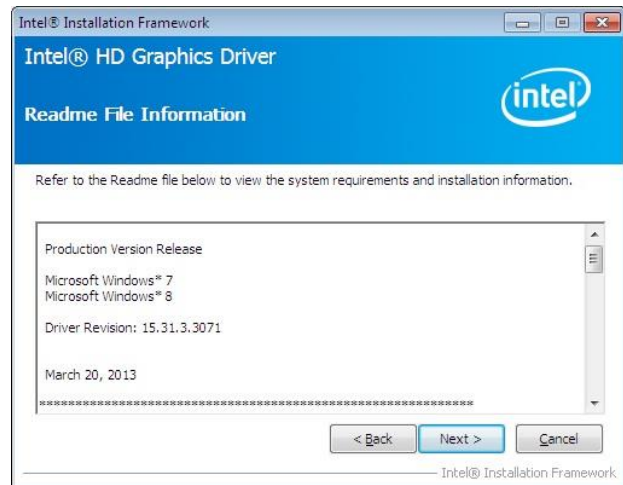 Intel® Installation Framework
Intel® HD Graphics Driver
intel
Readme File Information
Refer to the Readme file below to view the system requirements and installation information.
Production Version Release
Microsoft Windows* 7
Microsoft Windows* 8
Driver Revision: 15.31.3.3071
March 20, 2013
************************************************************
< Back
Next >
Cancel
Intel® Installation Framework